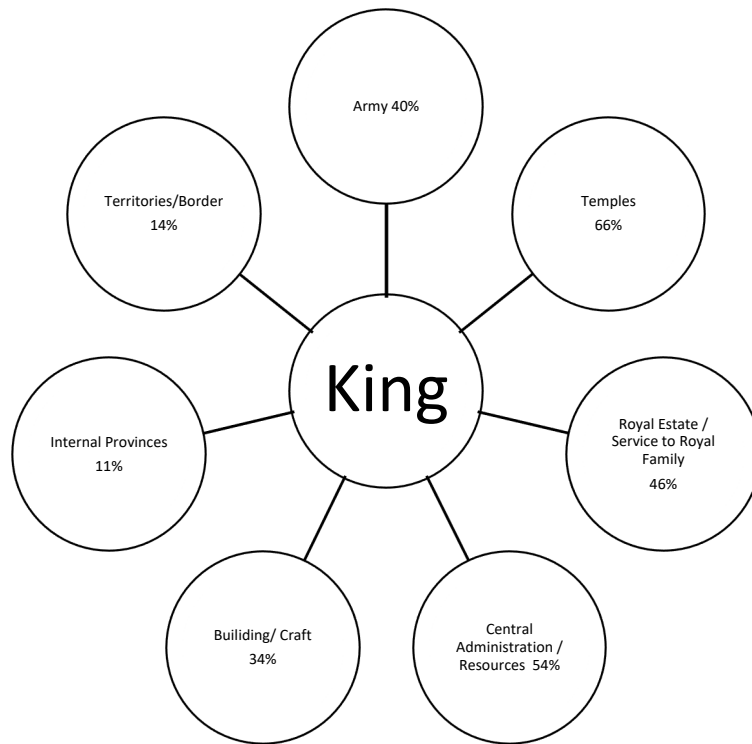 Army 40%
Territories/Border
14%
Temples
66%
King
Internal Provinces
11%
Royal Estate /
Service to Royal
Family
46%
Builiding/ Craft
34%
Central
Administration /
Resources 54%